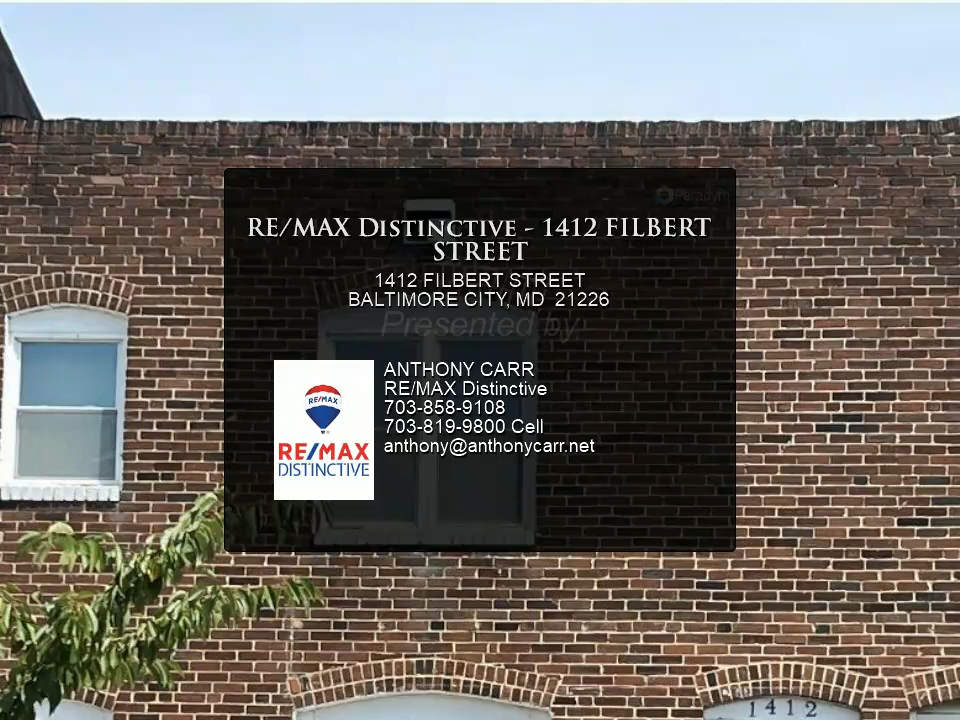 Paradym
RE/MAX DISTINCTIVE - 1412 FILBERT
STREET
1412 FILBERT STREET
BALTIMORE CITY, MD 21226
Presented by:
RE/MAX
RE/MAX
DISTINCTIVE
ANTHONY CARR
RE/MAX Distinctive
703-858-9108
703-819-9800 Cell
anthony@anthonycarr.net
1412